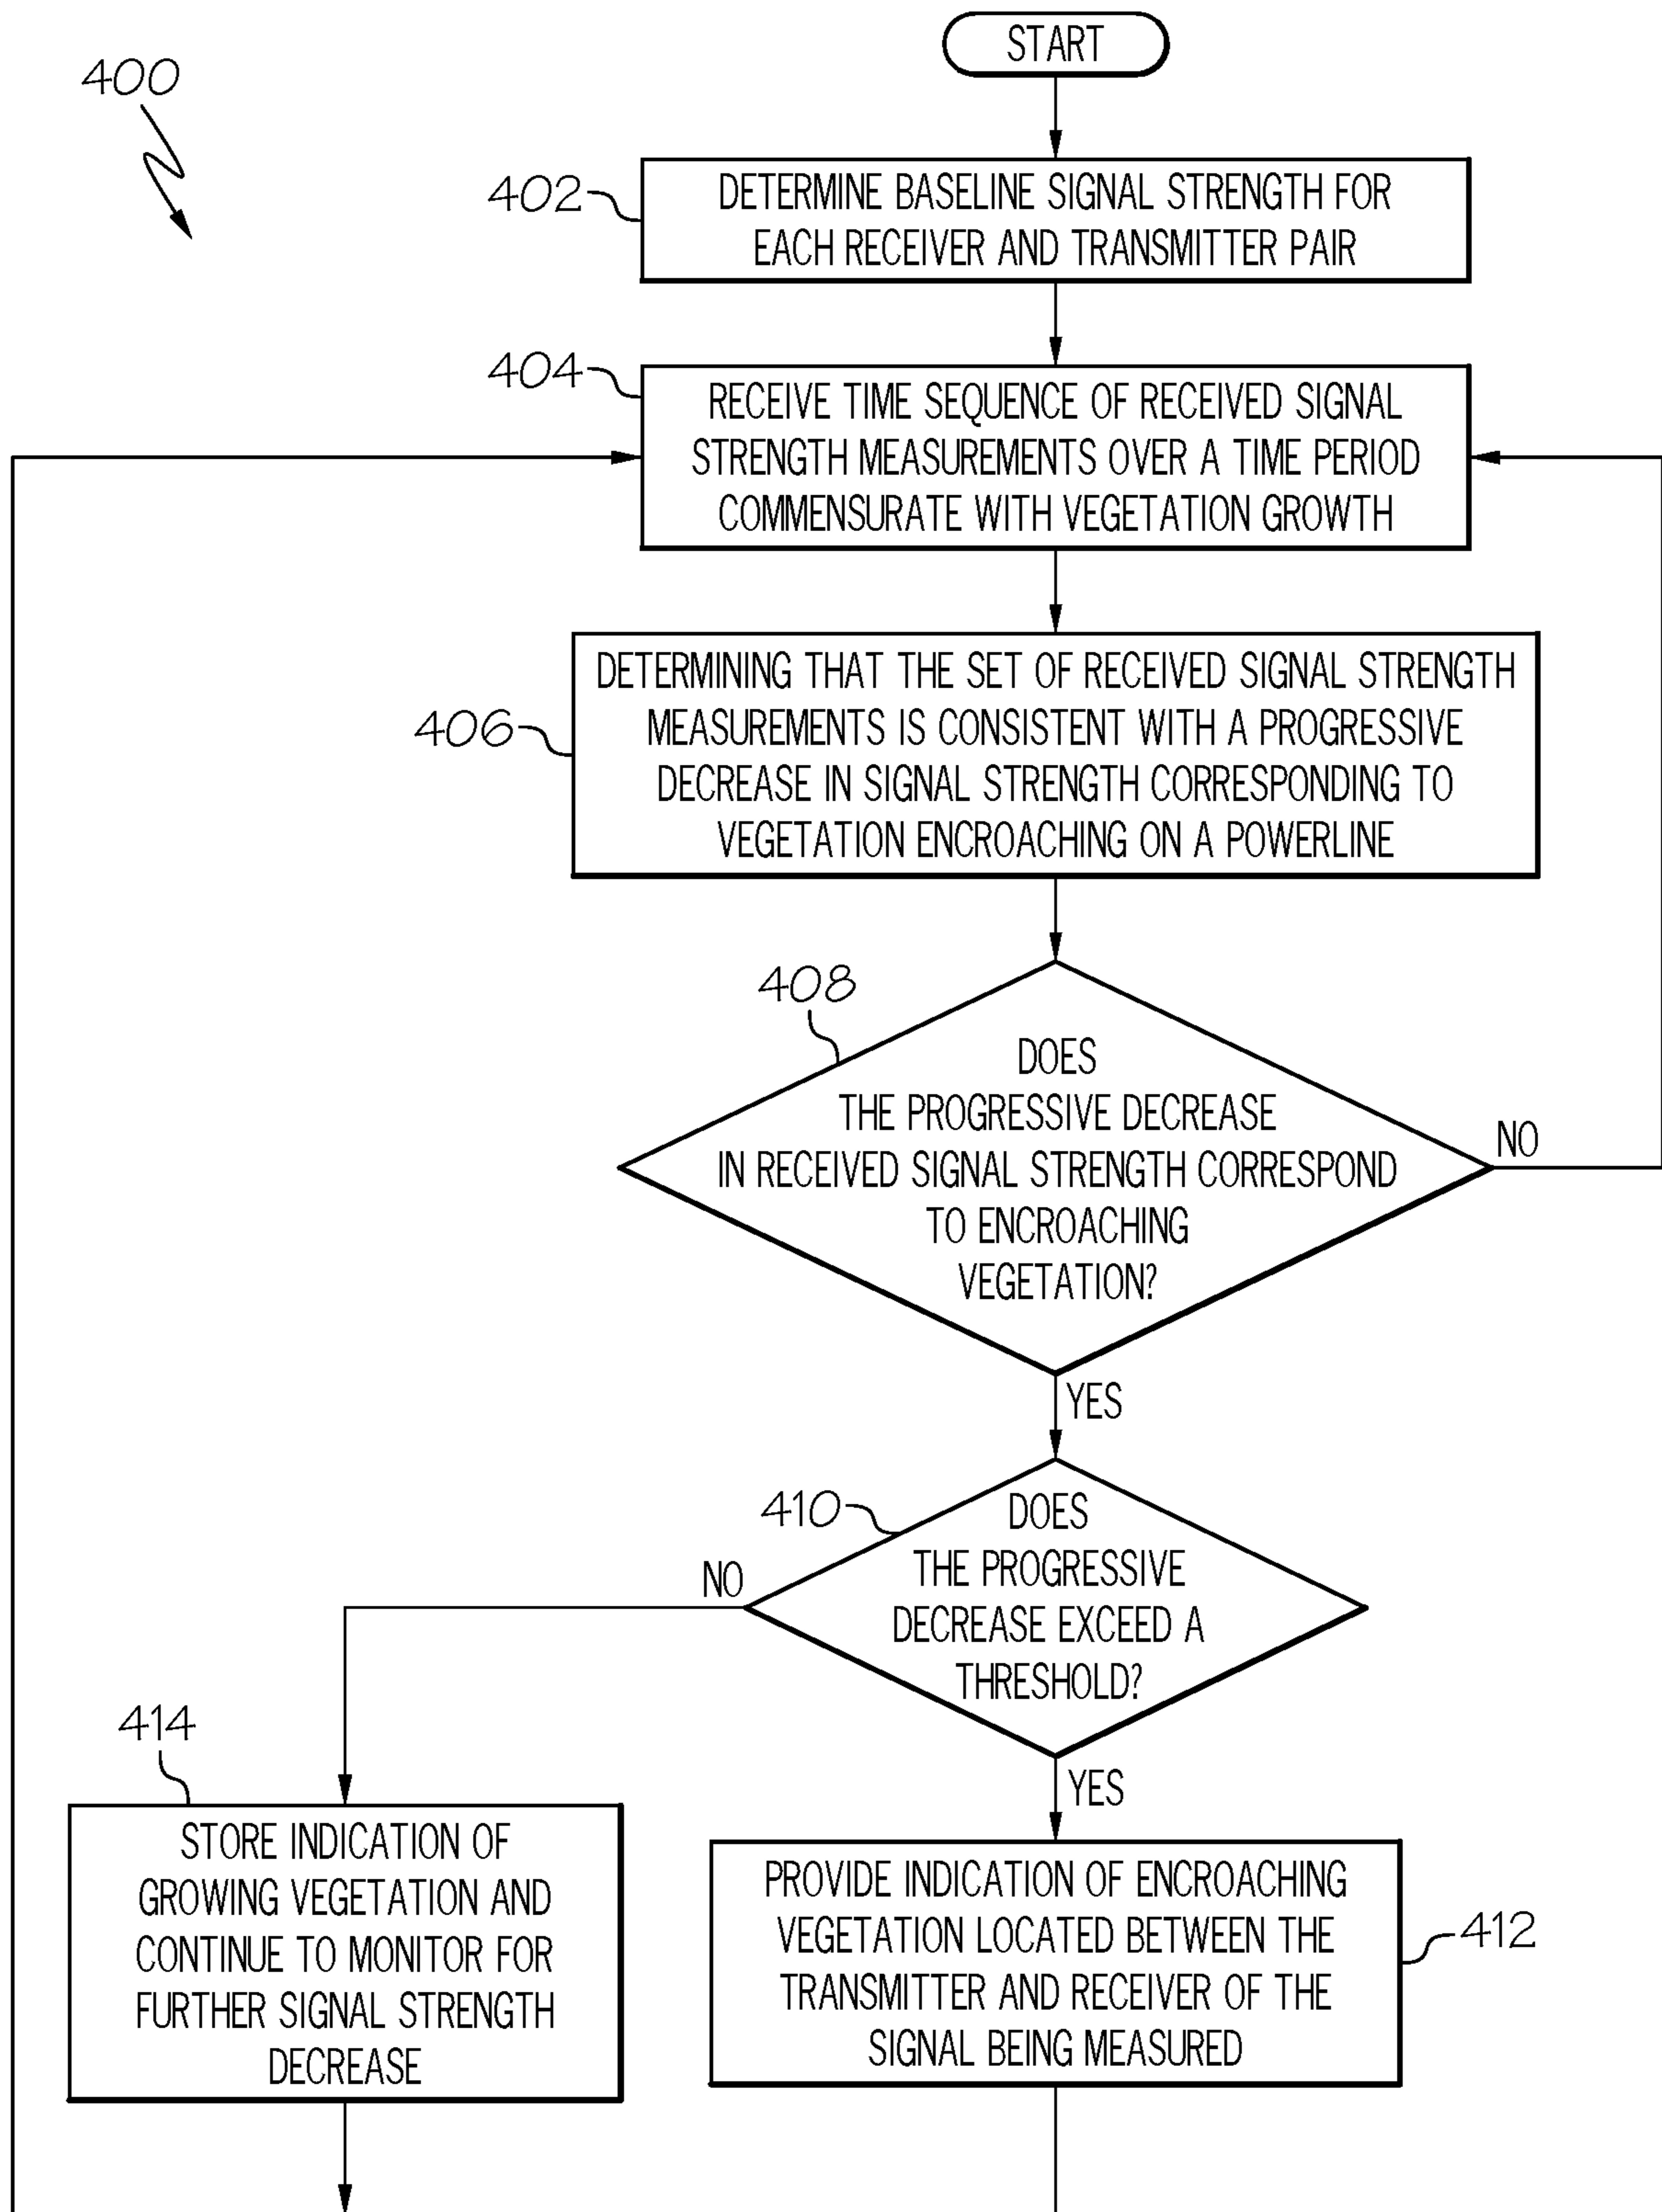 400
START
402
DETERMINE BASELINE SIGNAL STRENGTH FOR
EACH RECEIVER AND TRANSMITTER PAIR
404
RECEIVE TIME SEQUENCE OF RECEIVED SIGNAL
STRENGTH MEASUREMENTS OVER A TIME PERIOD
COMMENSURATE WITH VEGETATION GROWTH
406
DETERMINING THAT THE SET OF RECEIVED SIGNAL STRENGTH
MEASUREMENTS IS CONSISTENT WITH A PROGRESSIVE
DECREASE IN SIGNAL STRENGTH CORRESPONDING TO
VEGETATION ENCROACHING ON A POWERLINE
408
DOES
THE PROGRESSIVE DECREASE
IN RECEIVED SIGNAL STRENGTH CORRESPOND
TO ENCROACHING
VEGETATION?
NO
YES
410
DOES
THE PROGRESSIVE
DECREASE EXCEED A
THRESHOLD?
NO
YES
414
STORE INDICATION OF
GROWING VEGETATION AND
CONTINUE TO MONITOR FOR
FURTHER SIGNAL STRENGTH
DECREASE
PROVIDE INDICATION OF ENCROACHING
VEGETATION LOCATED BETWEEN THE
TRANSMITTER AND RECEIVER OF THE
SIGNAL BEING MEASURED
412